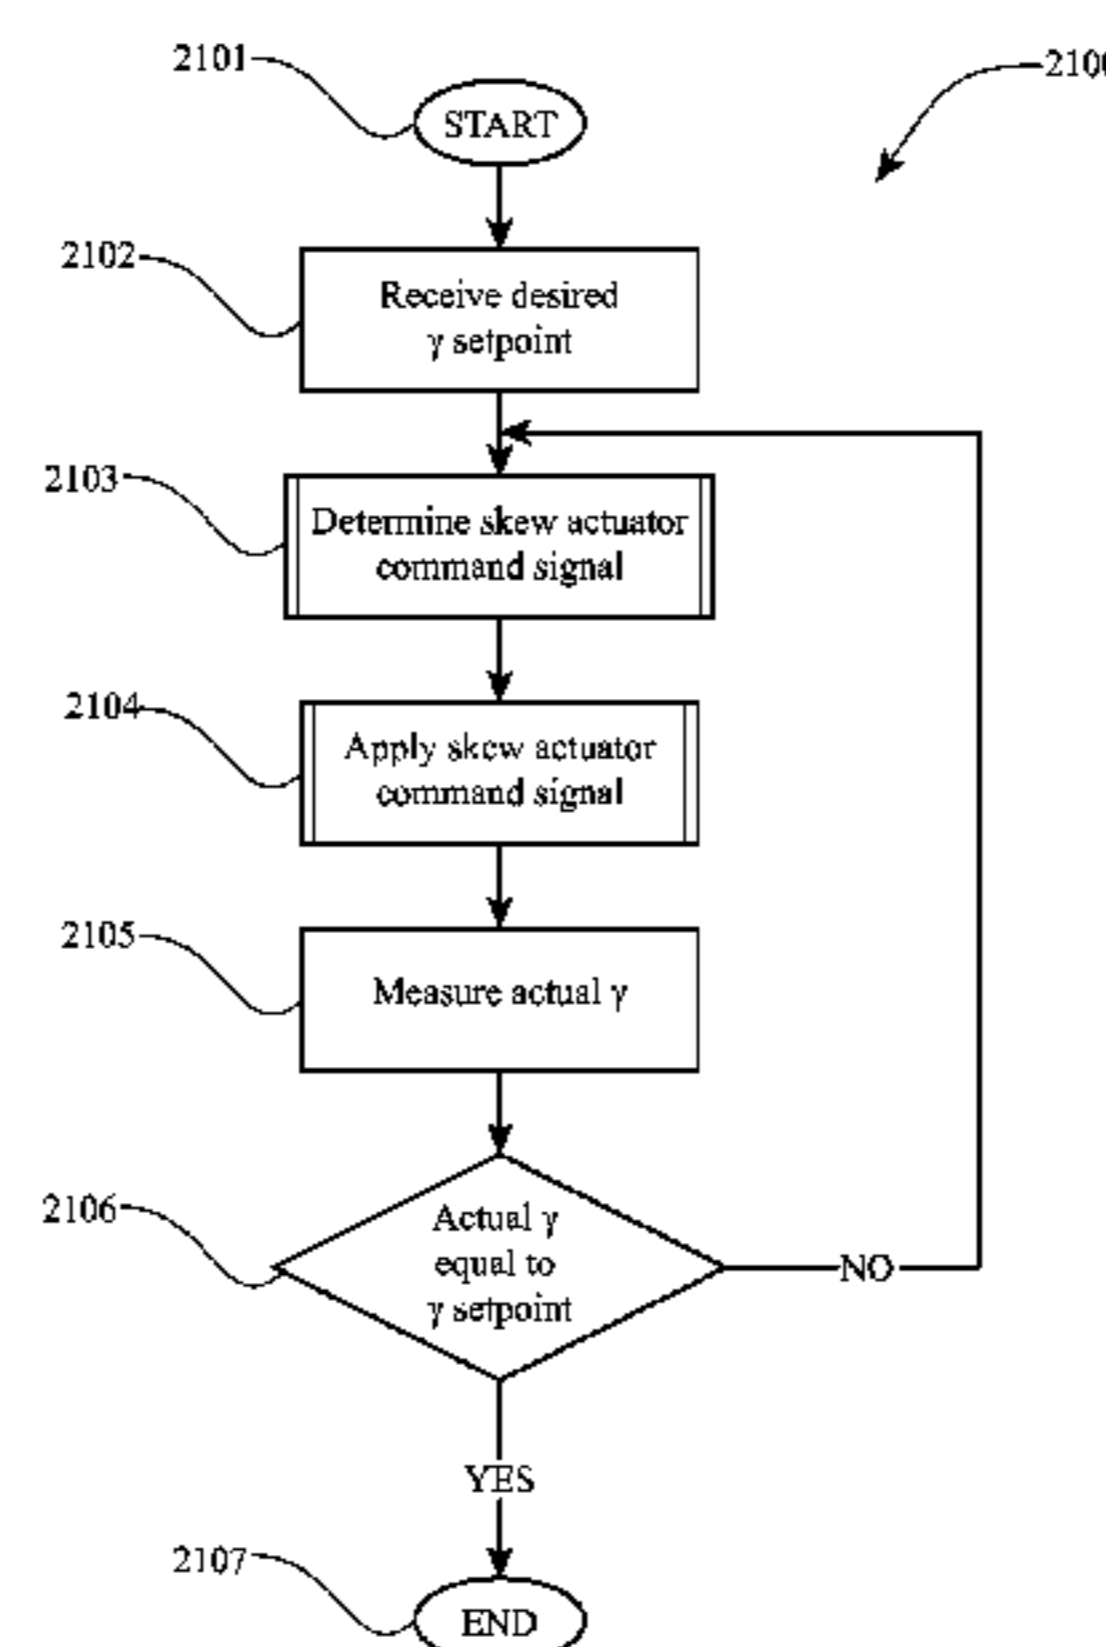 2101
START
2100
2102
Receive desired
γ setpoint
2103
Determine skew actuator
command signal
2104
Apply skew actuator
command signal
2105
Measure actual γ
2106
Actual γ
equal to
γ setpoint
NO
YES
2107
END